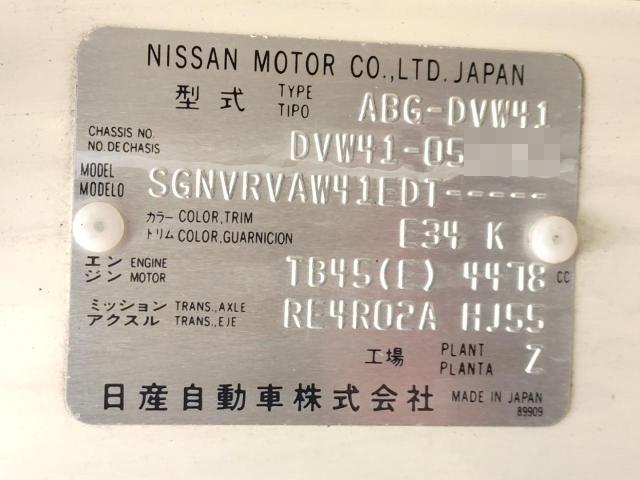 NISSAN MOTOR CO.,LTD. JAPAN
型式 TYPE TIPO ABG-DVW41
CHASSIS NO. NO. DE CHASIS DVW41-05
MODEL MODELO SGNVRVAW41EDT-----
カラー COLOR,TRIM トリム COLOR,GUARNICION E34 K
エンジン ENGINE MOTOR TB45(E) 4478 CC
ミッション TRANS.,AXLE アクスル TRANS.,EJE RE4R02A HJ55
工場 PLANT PLANTA Z
日産自動車株式会社 MADE IN JAPAN
89909